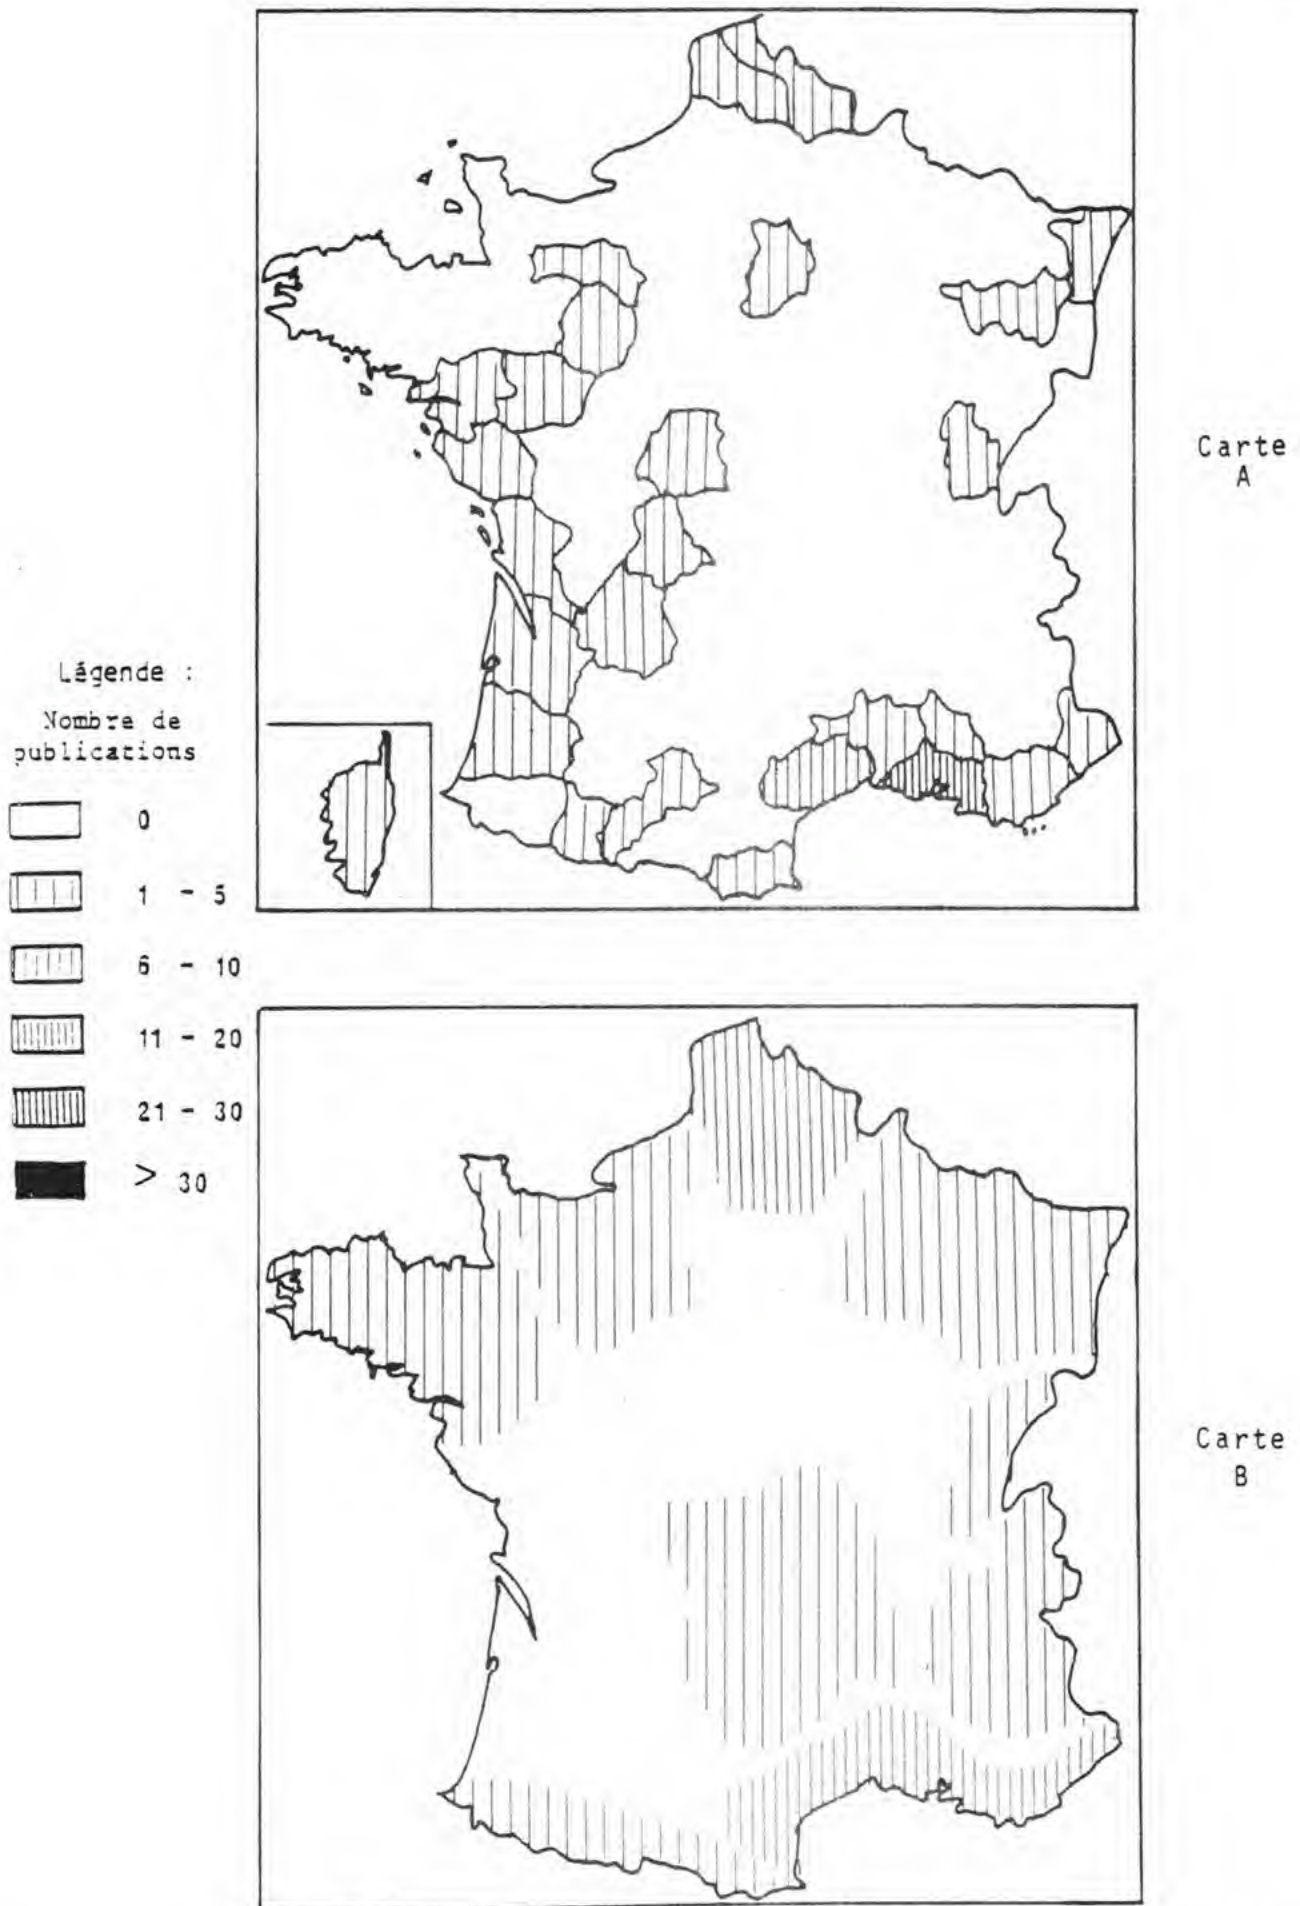 Carte
A
Légende :
Nombre de
publications
0
1 - 5
6 - 10
11 - 20
21 - 30
> 30
Carte
B